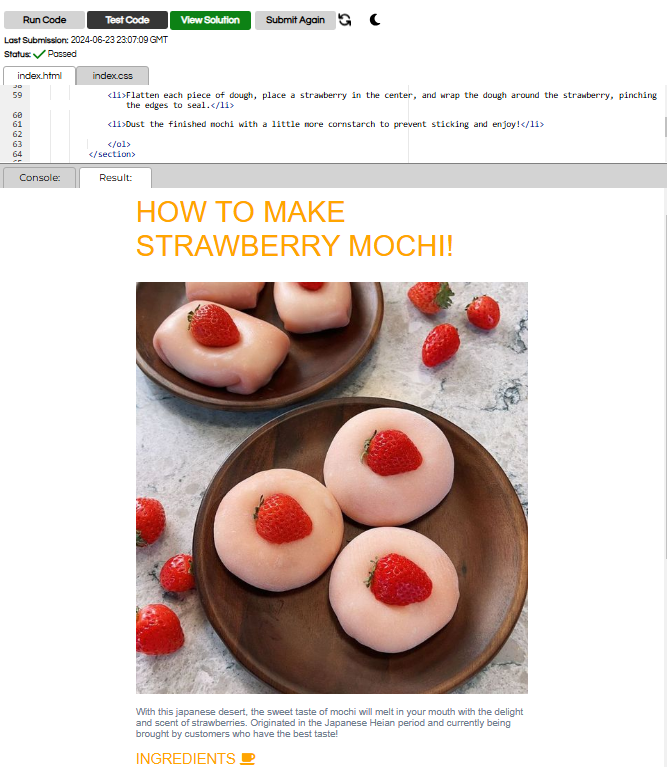 Run Code Test Code View Solution Submit Again
Last Submission: 2024-06-23 23:07:09 GMT
Status: Passed
index.html index.css
59 <li>Flatten each piece of dough, place a strawberry in the center, and wrap the dough around the strawberry, pinching
the edges to seal.</li>
60
61 <li>Dust the finished mochi with a little more cornstarch to prevent sticking and enjoy!</li>
62
63 </ol>
64 </section>
Console: Result:
HOW TO MAKE
STRAWBERRY MOCHI!
With this japanese desert, the sweet taste of mochi will melt in your mouth with the delight
and scent of strawberries. Originated in the Japanese Heian period and currently being
brought by customers who have the best taste!
INGREDIENTS